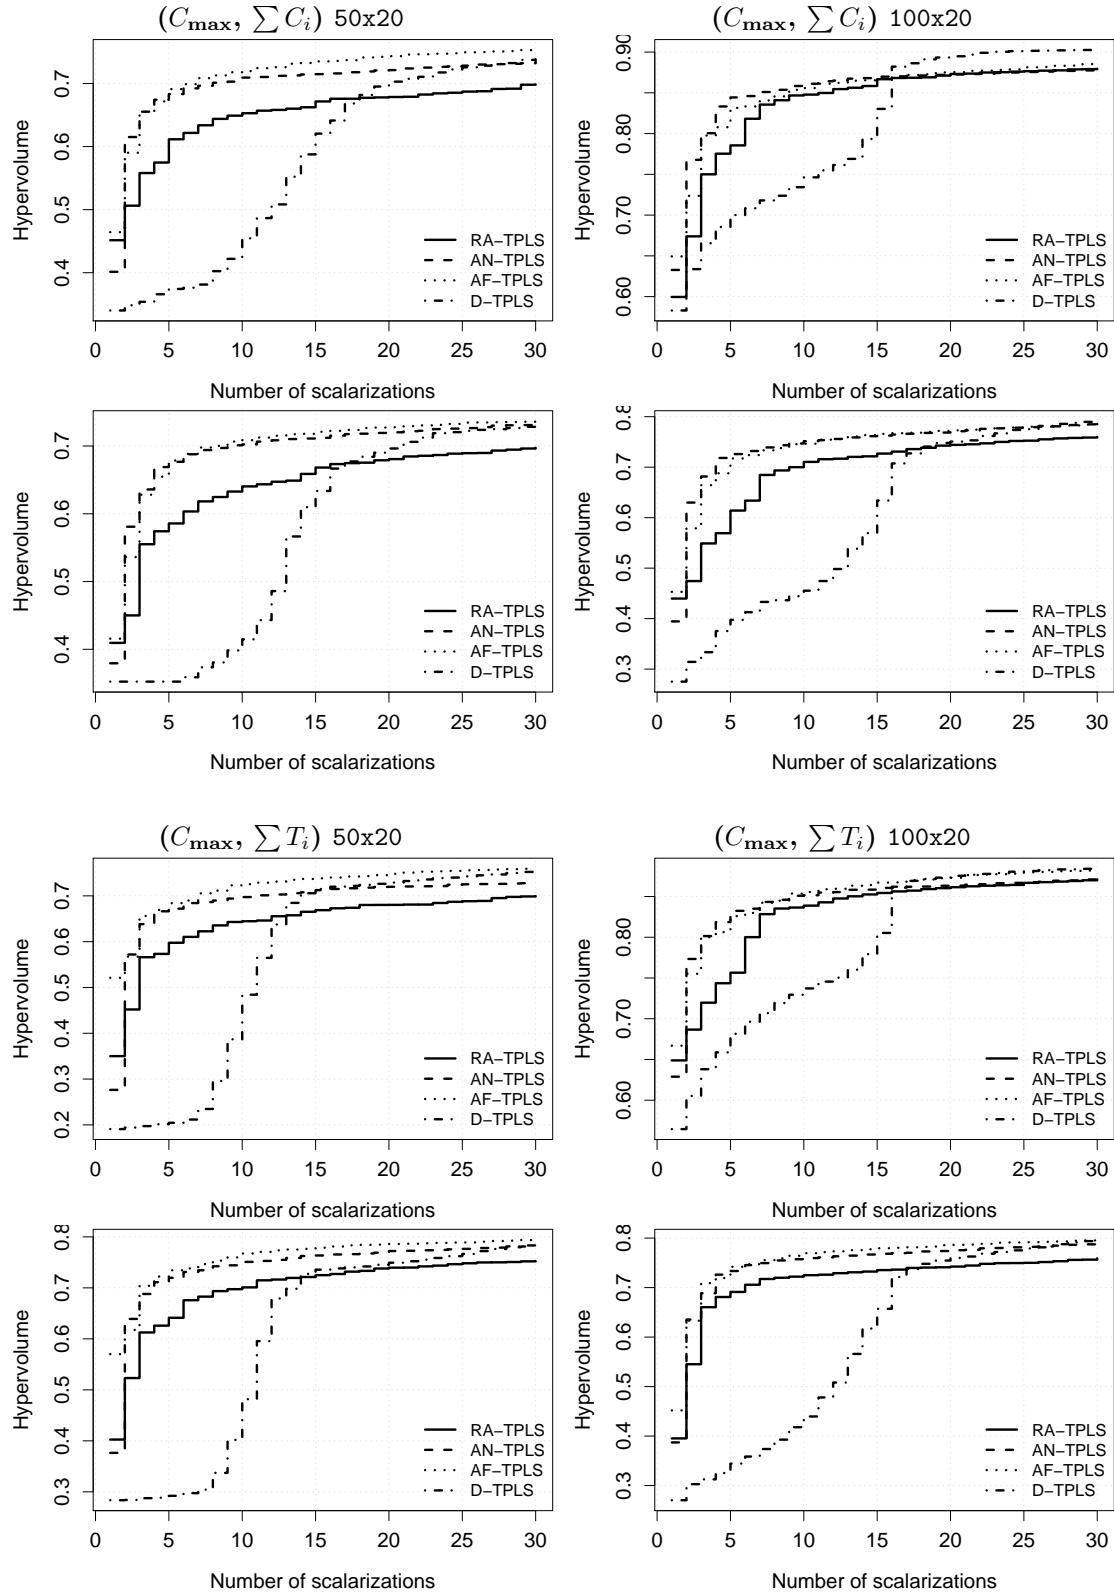 (Cmax, ∑ Ci) 50x20
Hypervolume
0.4 0.5 0.6 0.7
RA−TPLS
AN−TPLS
AF−TPLS
D−TPLS
0 5 10 15 20 25 30
Number of scalarizations
(Cmax, ∑ Ci) 100x20
Hypervolume
0.60 0.70 0.80 0.90
RA−TPLS
AN−TPLS
AF−TPLS
D−TPLS
0 5 10 15 20 25 30
Number of scalarizations
Hypervolume
0.4 0.5 0.6 0.7
RA−TPLS
AN−TPLS
AF−TPLS
D−TPLS
0 5 10 15 20 25 30
Number of scalarizations
Hypervolume
0.3 0.4 0.5 0.6 0.7 0.8
RA−TPLS
AN−TPLS
AF−TPLS
D−TPLS
0 5 10 15 20 25 30
Number of scalarizations
(Cmax, ∑ Ti) 50x20
Hypervolume
0.2 0.3 0.4 0.5 0.6 0.7
RA−TPLS
AN−TPLS
AF−TPLS
D−TPLS
0 5 10 15 20 25 30
Number of scalarizations
(Cmax, ∑ Ti) 100x20
Hypervolume
0.60 0.70 0.80
RA−TPLS
AN−TPLS
AF−TPLS
D−TPLS
0 5 10 15 20 25 30
Number of scalarizations
Hypervolume
0.3 0.4 0.5 0.6 0.7 0.8
RA−TPLS
AN−TPLS
AF−TPLS
D−TPLS
0 5 10 15 20 25 30
Number of scalarizations
Hypervolume
0.3 0.4 0.5 0.6 0.7 0.8
RA−TPLS
AN−TPLS
AF−TPLS
D−TPLS
0 5 10 15 20 25 30
Number of scalarizations